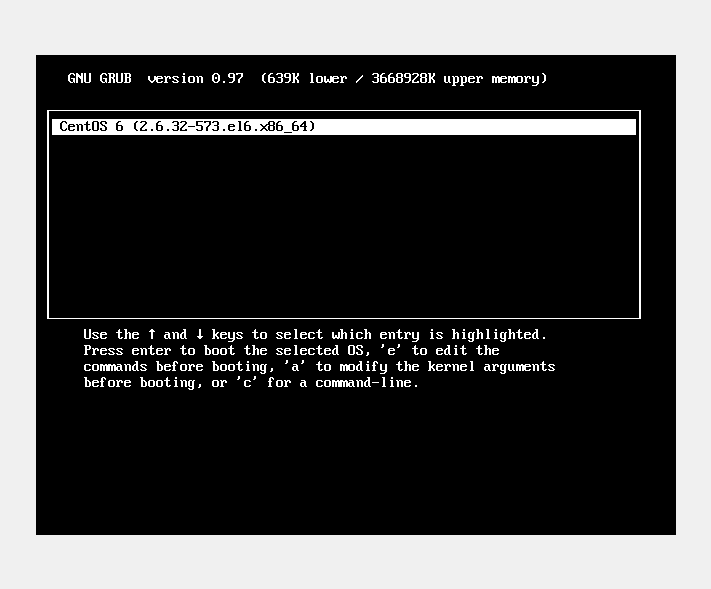 GNU GRUB  version 0.97  (639K lower / 3668928K upper memory)
CentOS 6 (2.6.32-573.el6.x86_64)
Use the ↑ and ↓ keys to select which entry is highlighted.
Press enter to boot the selected OS, 'e' to edit the
commands before booting, 'a' to modify the kernel arguments
before booting, or 'c' for a command-line.